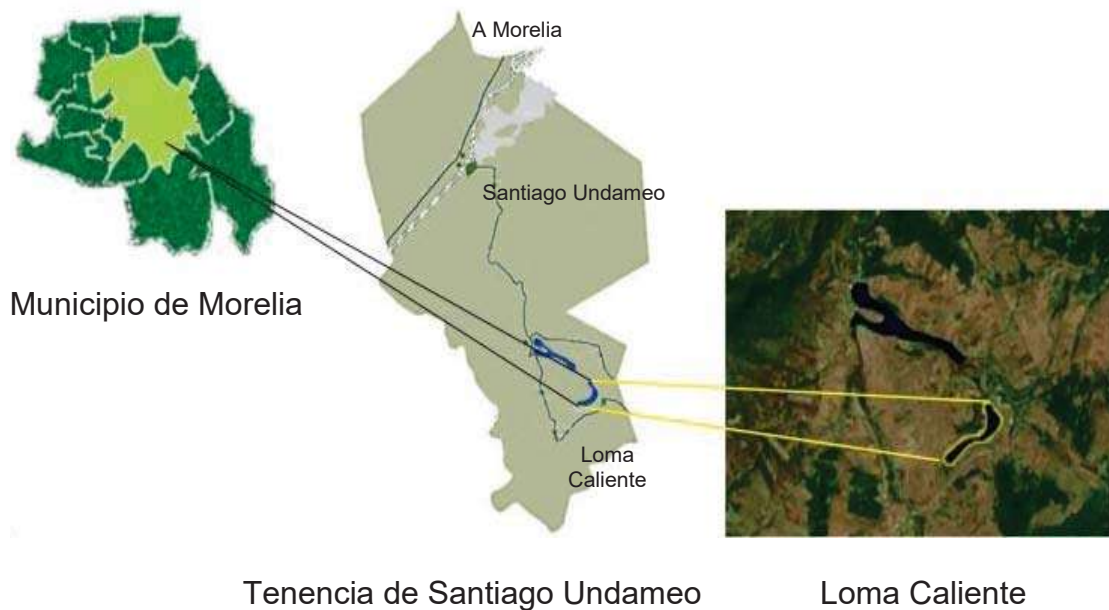 A Morelia
Santiago Undameo
Municipio de Morelia
Loma
Caliente
Tenencia de Santiago Undameo
Loma Caliente